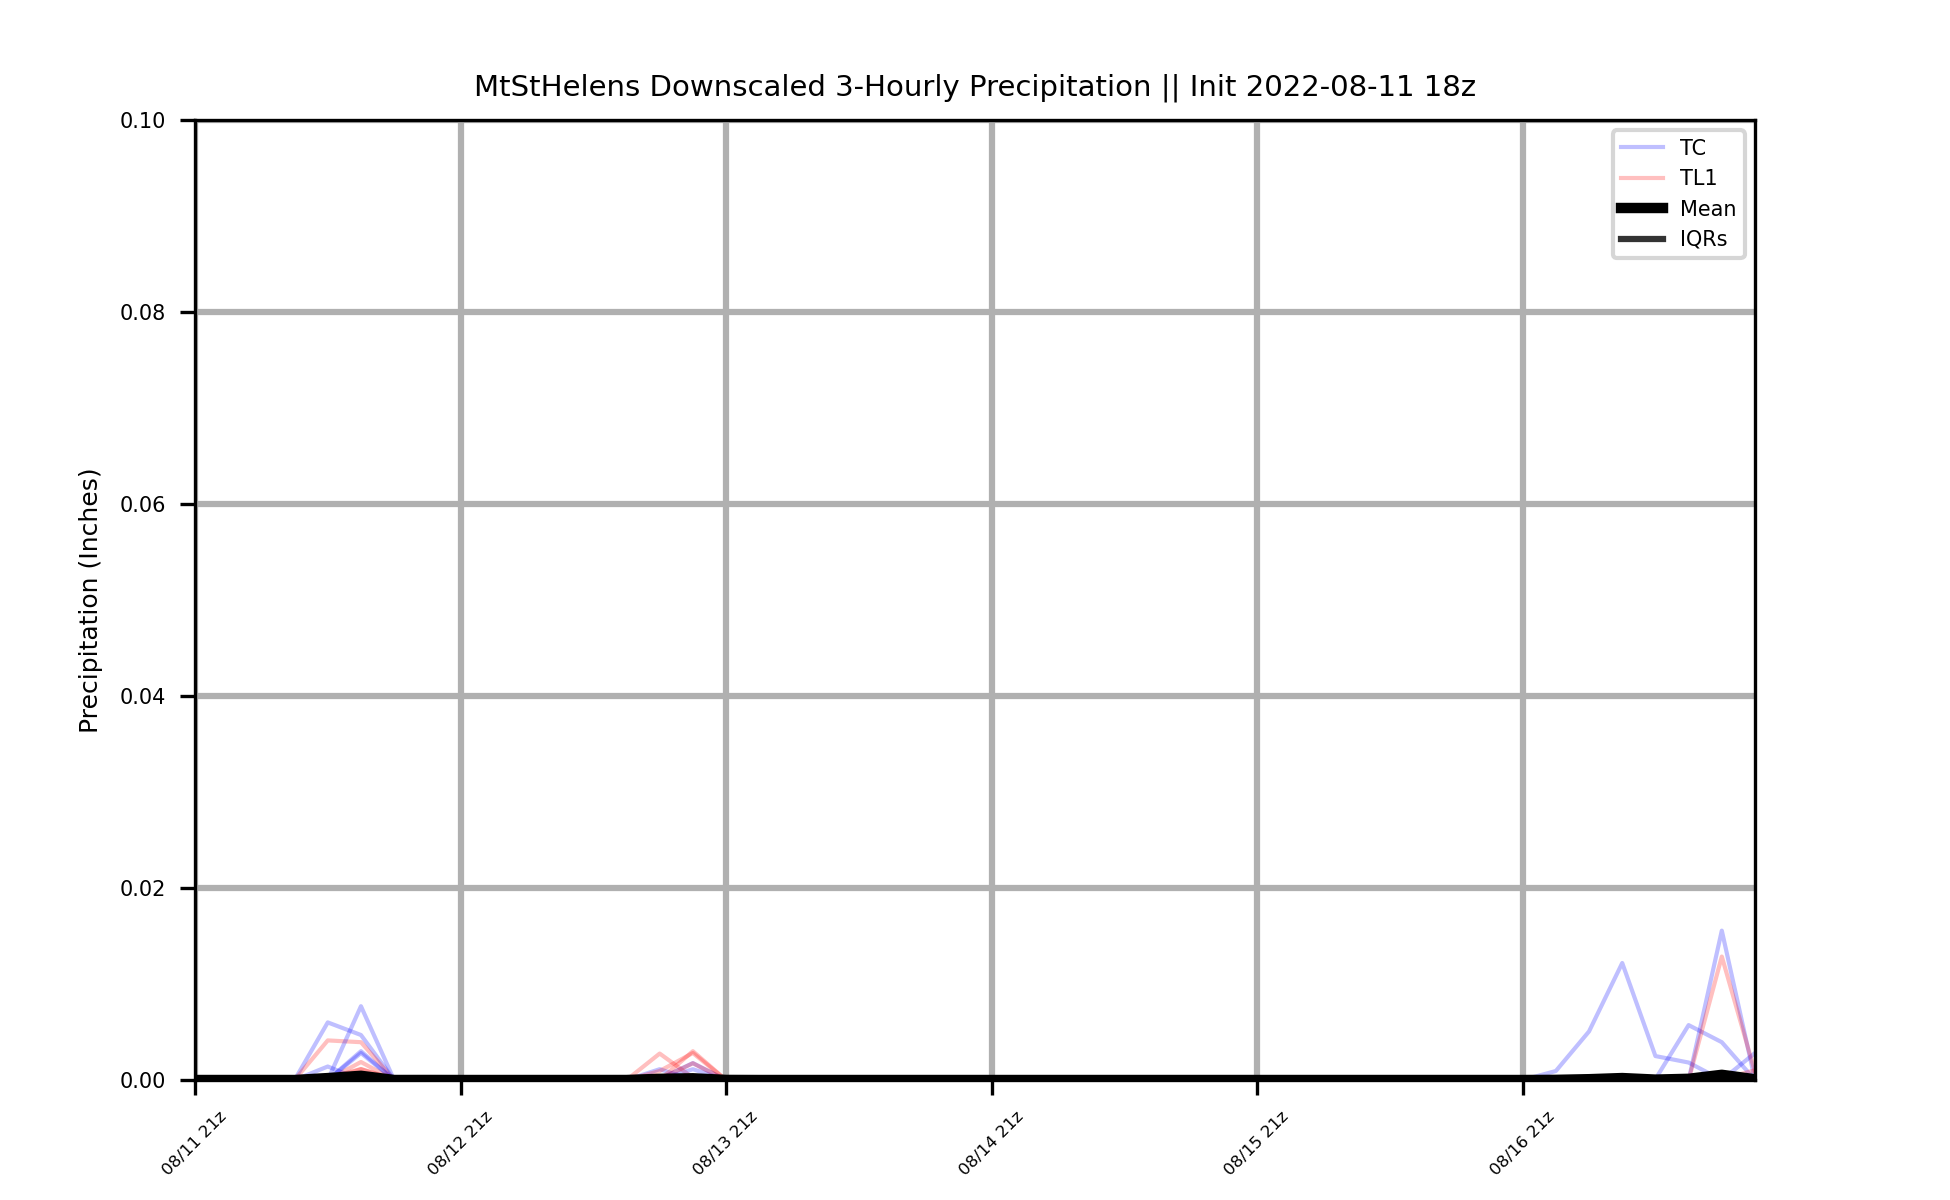 MtStHelens Downscaled 3-Hourly Precipitation || Init 2022-08-11 18z
Precipitation (Inches)
0.10
0.08
0.06
0.04
0.02
0.00
TC
TL1
Mean
IQRs
08/11 21z
08/12 21z
08/13 21z
08/14 21z
08/15 21z
08/16 21z